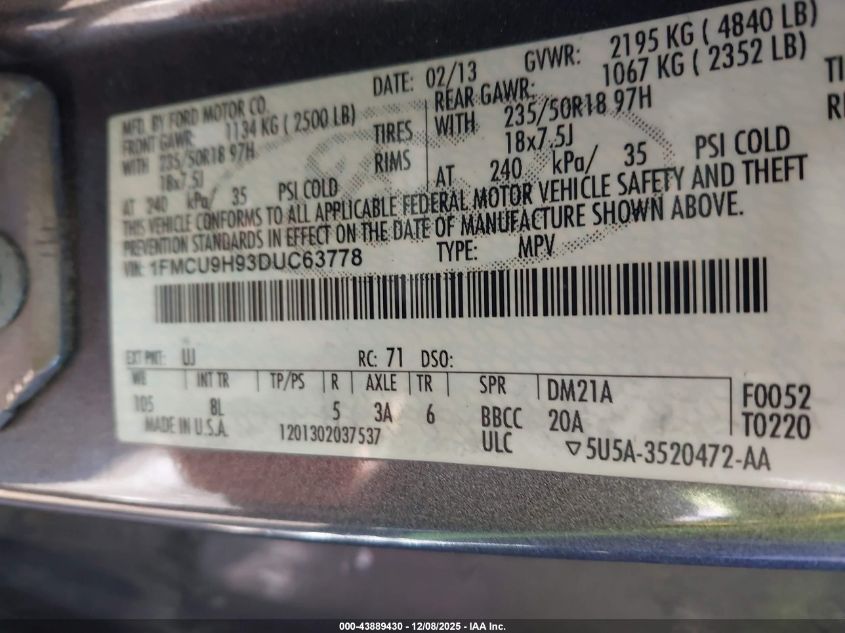 MFD. BY FORD MOTOR CO. DATE: 02/13 GVWR: 2195 KG ( 4840 LB)
FRONT GAWR: 1134 KG ( 2500 LB) REAR GAWR: 1067 KG ( 2352 LB)
WITH 235/50R18 97H TIRES WITH 235/50R18 97H TI
18x7.5J RIMS 18x7.5J RI
AT 240 kPa/ 35 PSI COLD AT 240 kPa/ 35 PSI COLD
THIS VEHICLE CONFORMS TO ALL APPLICABLE FEDERAL MOTOR VEHICLE SAFETY AND THEFT
PREVENTION STANDARDS IN EFFECT ON THE DATE OF MANUFACTURE SHOWN ABOVE.
VIN: 1FMCU9H93DUC63778 TYPE: MPV
EXT PNT: UJ RC: 71 DSO:
WB INT TR TP/PS R AXLE TR SPR DM21A F0052
105 8L 5 3A 6 BBCC 20A T0220
MADE IN U.S.A. 1201302037537 ULC ▽5U5A-3520472-AA
000-43889430 - 12/08/2025 - IAA Inc.